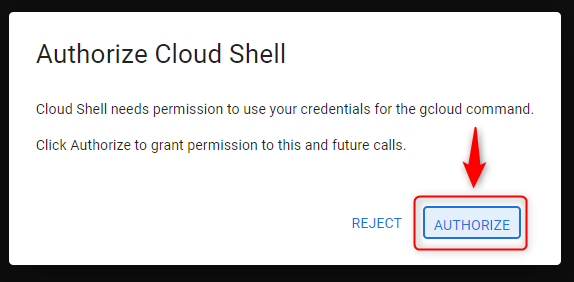 Authorize Cloud Shell
Cloud Shell needs permission to use your credentials for the gcloud command.
Click Authorize to grant permission to this and future calls.
REJECT AUTHORIZE